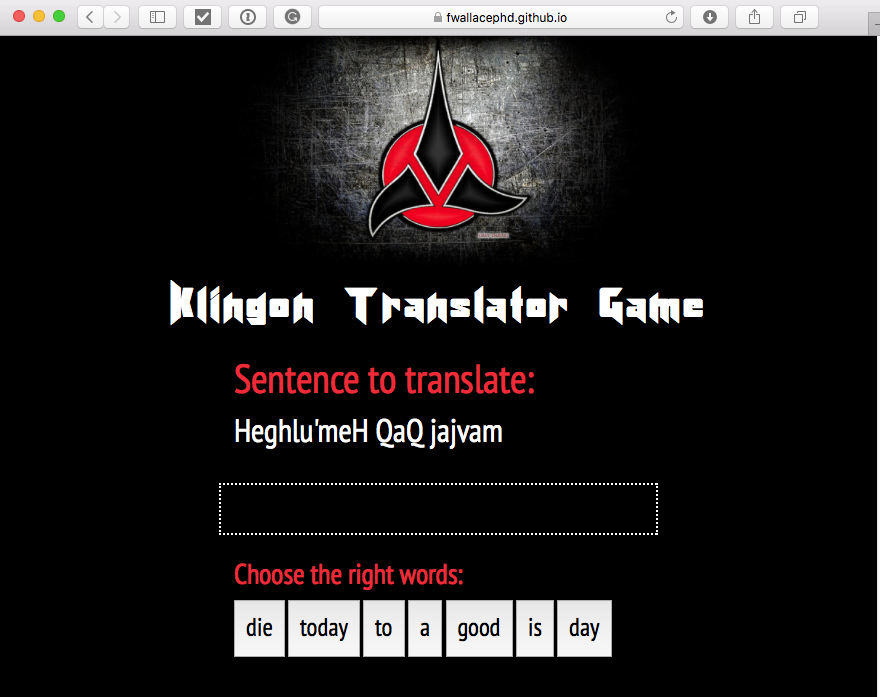 fwallacephd.github.io
Klingon Translator Game
Sentence to translate:
Heghlu'meH QaQ jajvam
Choose the right words:
die today to a good is day